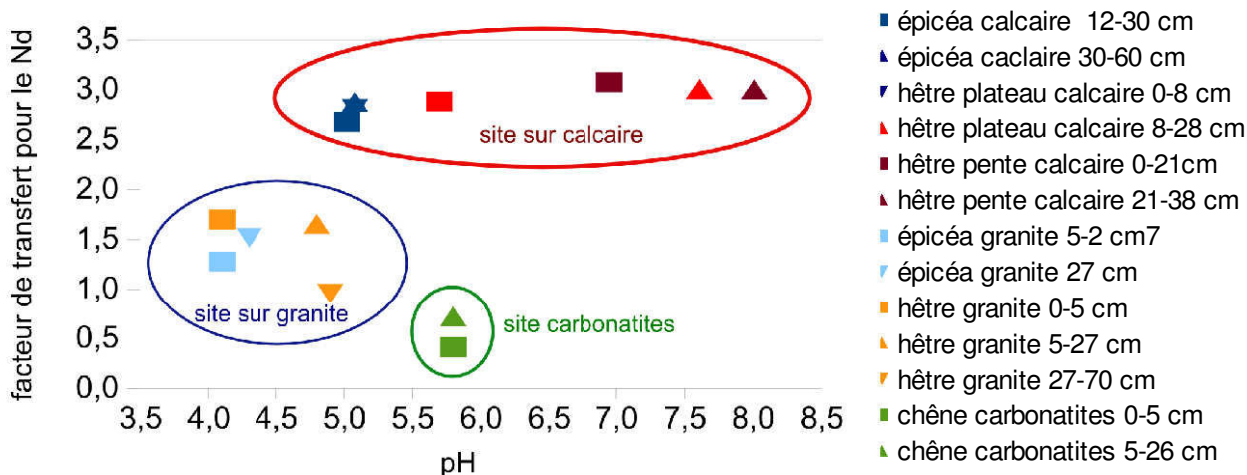 facteur de transfert pour le Nd
3,5
3,0
2,5
2,0
1,5
1,0
0,5
0,0
3,5 4,0 4,5 5,0 5,5 6,0 6,5 7,0 7,5 8,0 8,5
pH
site sur calcaire
site sur granite
site carbonatites
épicéa calcaire 12-30 cm
épicéa caclaire 30-60 cm
hêtre plateau calcaire 0-8 cm
hêtre plateau calcaire 8-28 cm
hêtre pente calcaire 0-21cm
hêtre pente calcaire 21-38 cm
épicéa granite 5-2 cm7
épicéa granite 27 cm
hêtre granite 0-5 cm
hêtre granite 5-27 cm
hêtre granite 27-70 cm
chêne carbonatites 0-5 cm
chêne carbonatites 5-26 cm